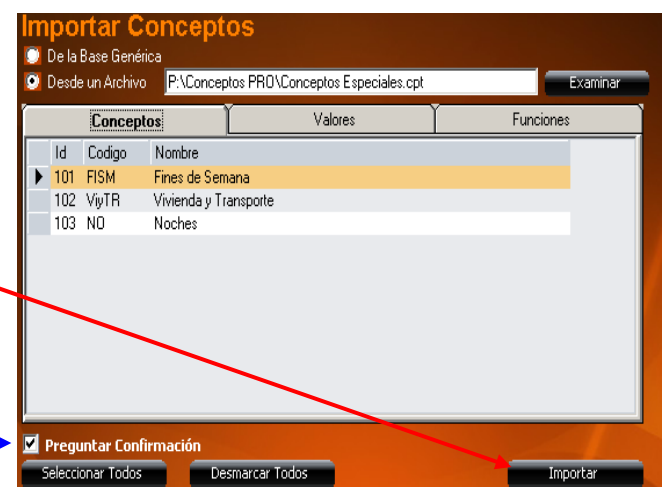 Importar Conceptos
De la Base Genérica
Desde un Archivo P:\Conceptos PRO\Conceptos Especiales.cpt Examinar
Conceptos Valores Funciones
Id Codigo Nombre
101 FISM Fines de Semana
102 ViyTR Vivienda y Transporte
103 NO Noches
Preguntar Confirmación
Seleccionar Todos Desmarcar Todos Importar